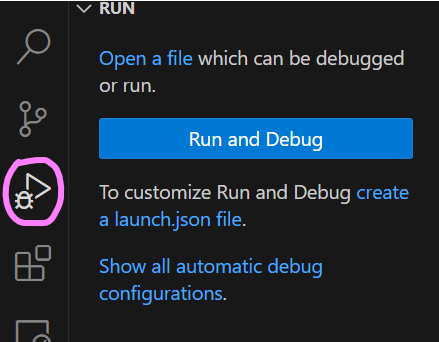 RUN
Open a file which can be debugged
or run.
Run and Debug
To customize Run and Debug create
a launch.json file.
Show all automatic debug
configurations.